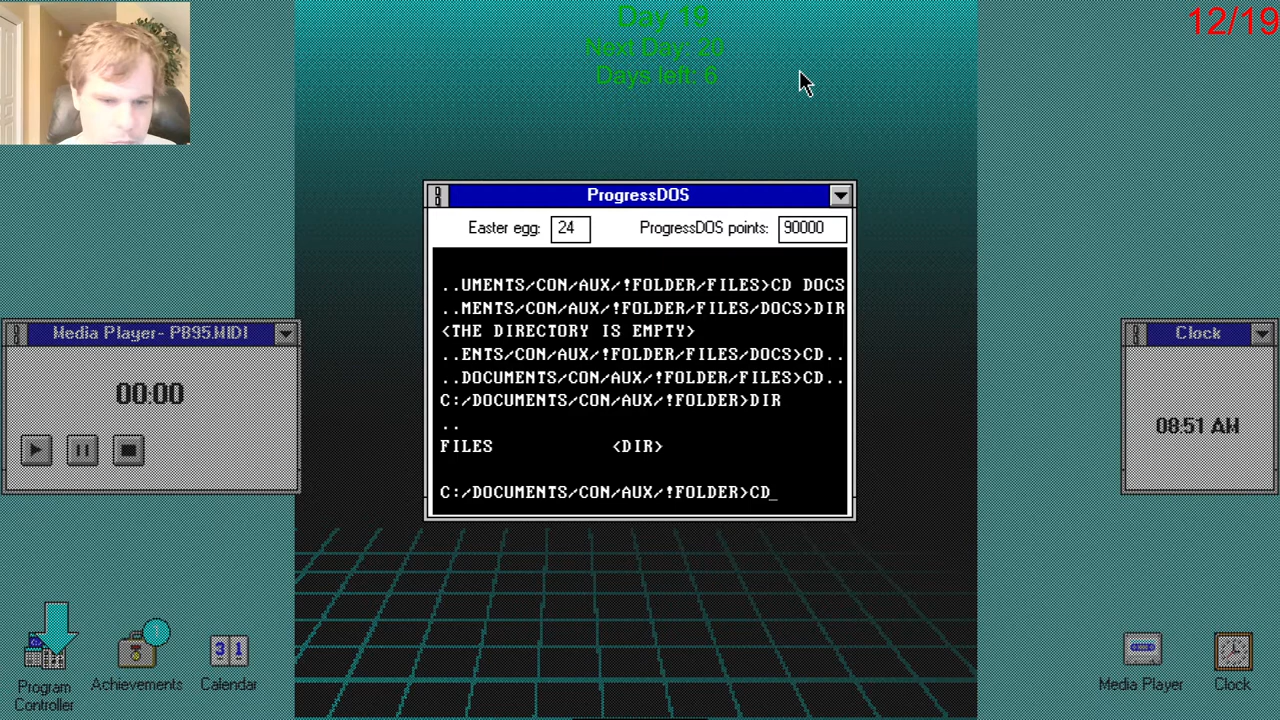 Day 19
Next Day: 20
Days left: 6
12/19
ProgressDOS
Easter egg: 24 ProgressDOS points: 90000
..UMENTS/CON/AUX/!FOLDER/FILES>CD DOCS
..MENTS/CON/AUX/!FOLDER/FILES/DOCS>DIR
<THE DIRECTORY IS EMPTY>
..ENTS/CON/AUX/!FOLDER/FILES/DOCS>CD..
..DOCUMENTS/CON/AUX/!FOLDER/FILES>CD..
C:/DOCUMENTS/CON/AUX/!FOLDER>DIR
..
FILES <DIR>
C:/DOCUMENTS/CON/AUX/!FOLDER>CD_
Media Player- PB95.MIDI
00:00
Clock
08:51 AM
Program
Controller
Achievements
1
Calendar
31
Media Player
Clock